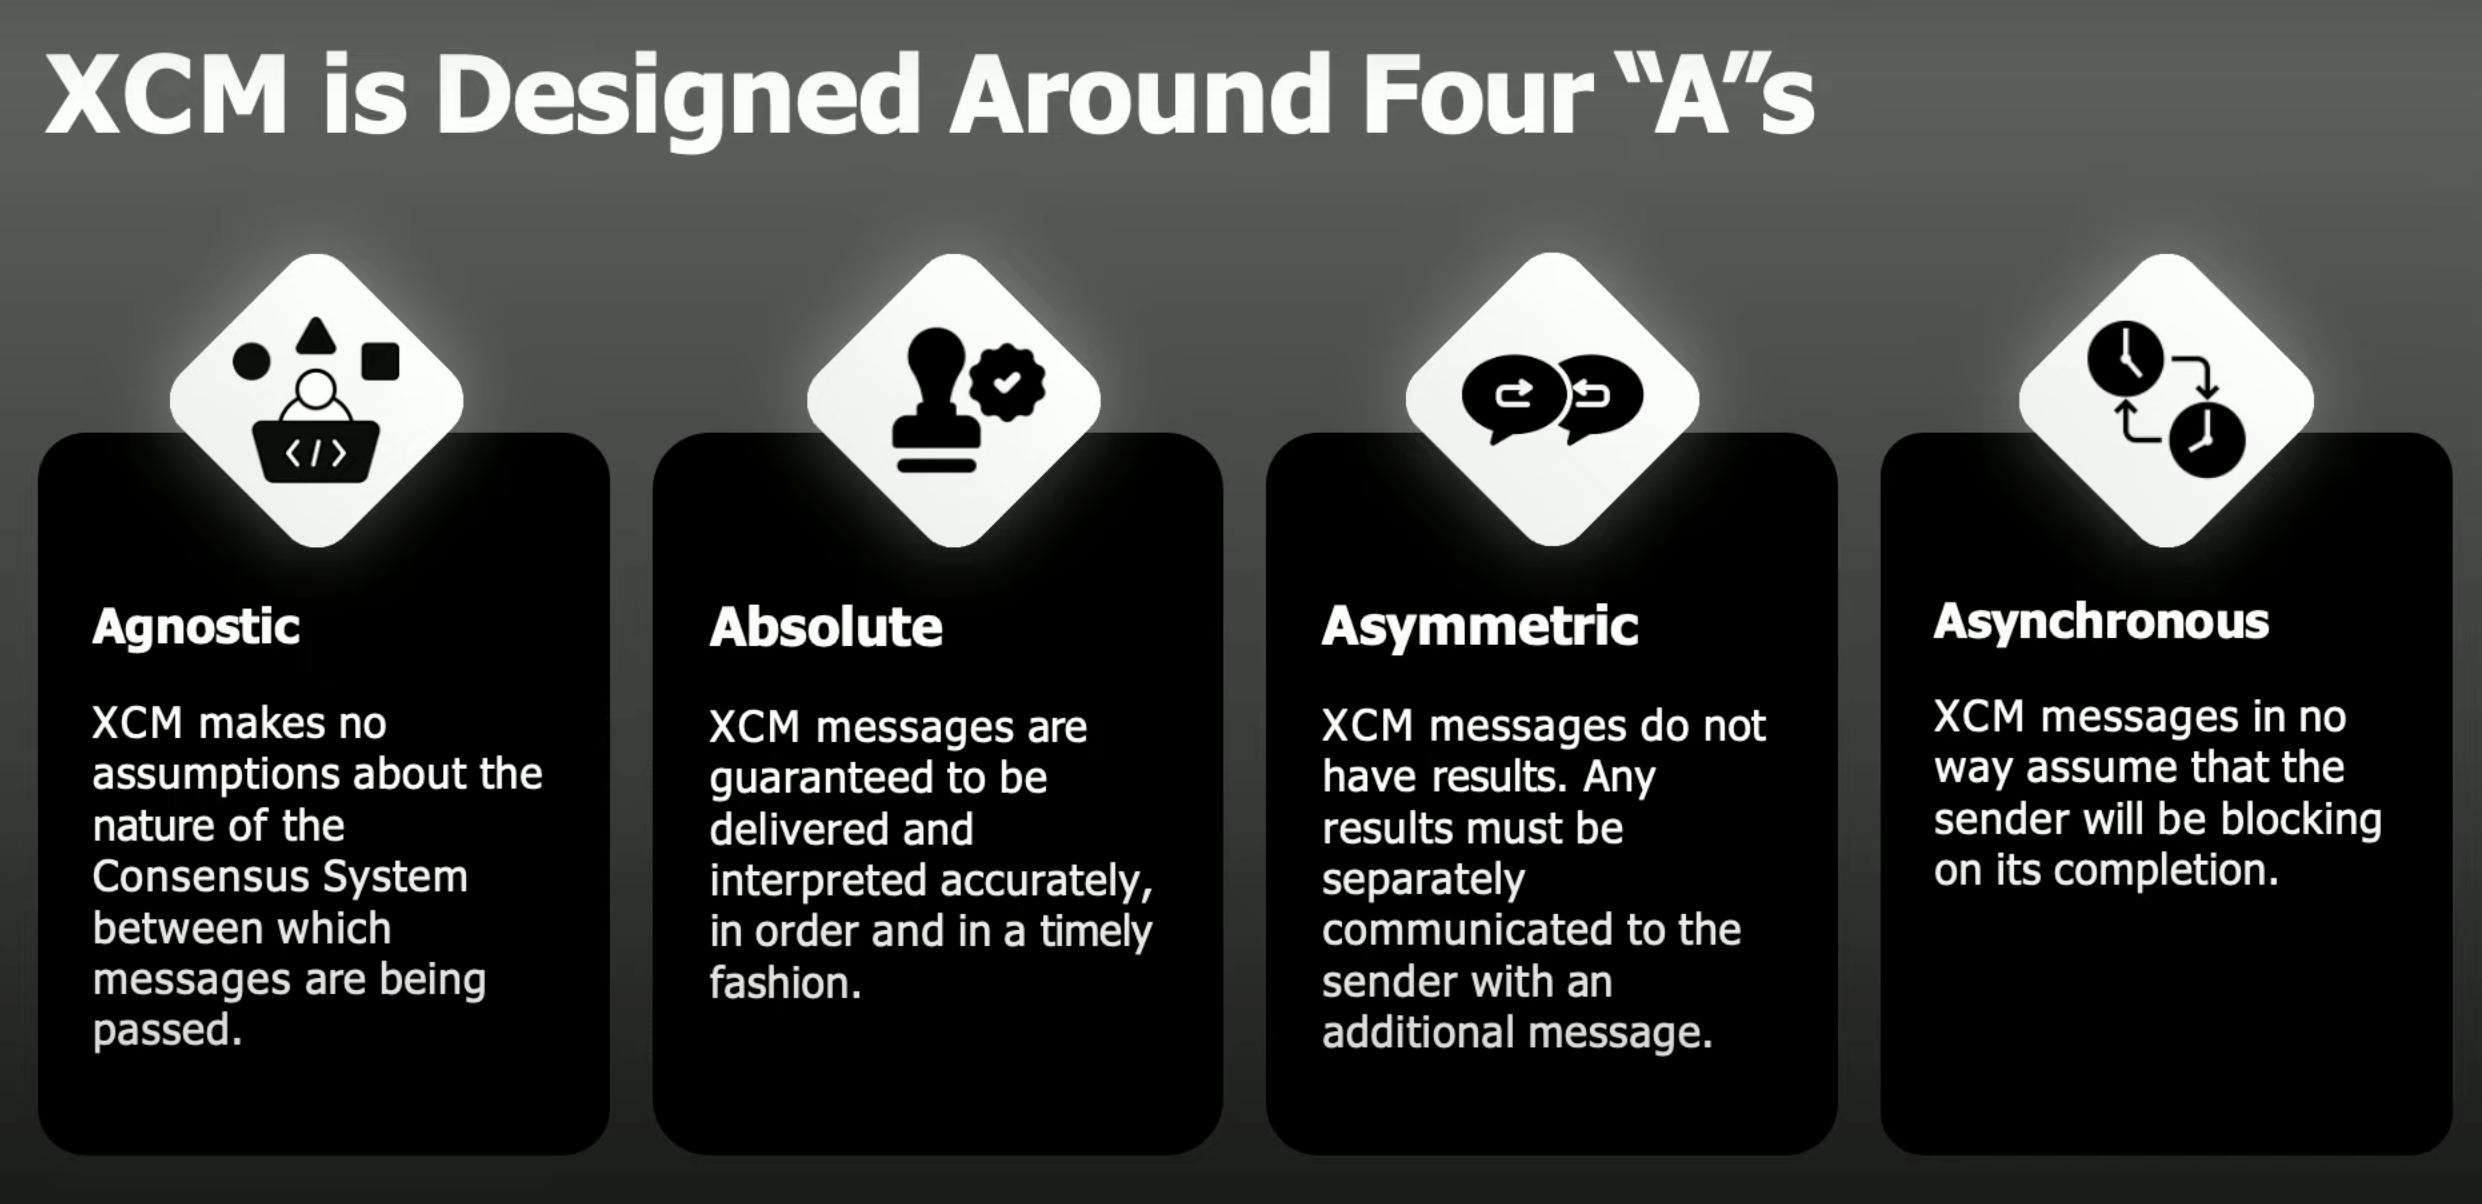 XCM is Designed Around Four “A”s
</>
Agnostic
XCM makes no
assumptions about the
nature of the
Consensus System
between which
messages are being
passed.
Absolute
XCM messages are
guaranteed to be
delivered and
interpreted accurately,
in order and in a timely
fashion.
Asymmetric
XCM messages do not
have results. Any
results must be
separately
communicated to the
sender with an
additional message.
Asynchronous
XCM messages in no
way assume that the
sender will be blocking
on its completion.